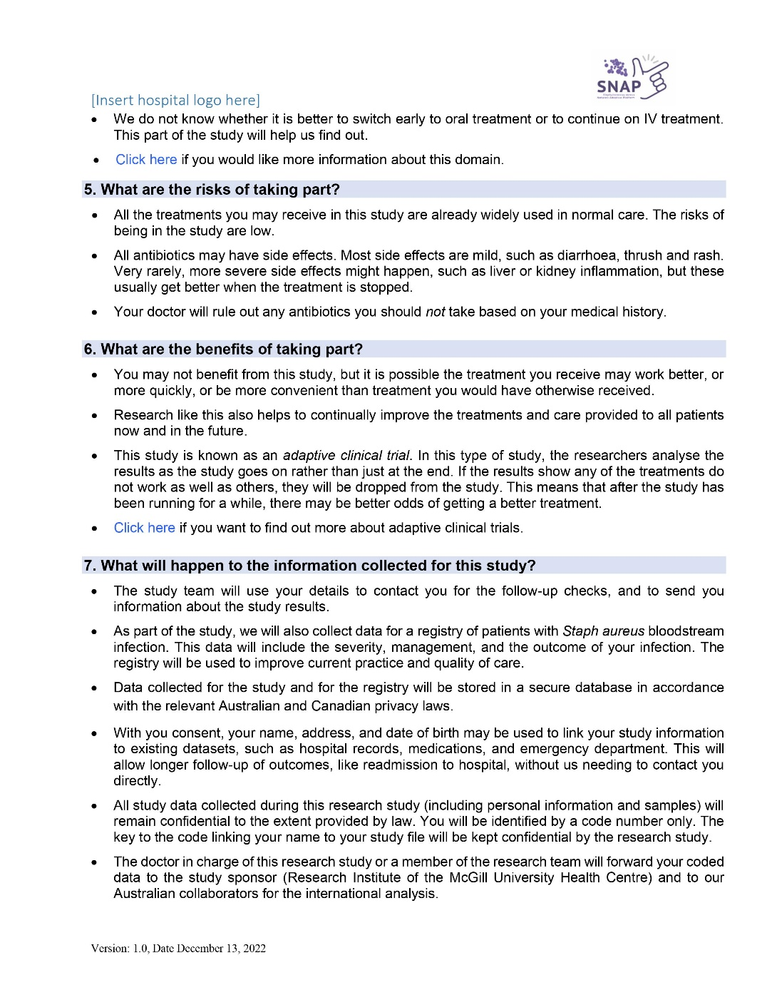 SNAP
[Insert hospital logo here]
• We do not know whether it is better to switch early to oral treatment or to continue on IV treatment.
This part of the study will help us find out.
• Click here if you would like more information about this domain.
5. What are the risks of taking part?
• All the treatments you may receive in this study are already widely used in normal care. The risks of
being in the study are low.
• All antibiotics may have side effects. Most side effects are mild, such as diarrhoea, thrush and rash.
Very rarely, more severe side effects might happen, such as liver or kidney inflammation, but these
usually get better when the treatment is stopped.
• Your doctor will rule out any antibiotics you should not take based on your medical history.
6. What are the benefits of taking part?
• You may not benefit from this study, but it is possible the treatment you receive may work better, or
more quickly, or be more convenient than treatment you would have otherwise received.
• Research like this also helps to continually improve the treatments and care provided to all patients
now and in the future.
• This study is known as an adaptive clinical trial. In this type of study, the researchers analyse the
results as the study goes on rather than just at the end. If the results show any of the treatments do
not work as well as others, they will be dropped from the study. This means that after the study has
been running for a while, there may be better odds of getting a better treatment.
• Click here if you want to find out more about adaptive clinical trials.
7. What will happen to the information collected for this study?
• The study team will use your details to contact you for the follow-up checks, and to send you
information about the study results.
• As part of the study, we will also collect data for a registry of patients with Staph aureus bloodstream
infection. This data will include the severity, management, and the outcome of your infection. The
registry will be used to improve current practice and quality of care.
• Data collected for the study and for the registry will be stored in a secure database in accordance
with the relevant Australian and Canadian privacy laws.
• With you consent, your name, address, and date of birth may be used to link your study information
to existing datasets, such as hospital records, medications, and emergency department. This will
allow longer follow-up of outcomes, like readmission to hospital, without us needing to contact you
directly.
• All study data collected during this research study (including personal information and samples) will
remain confidential to the extent provided by law. You will be identified by a code number only. The
key to the code linking your name to your study file will be kept confidential by the research study.
• The doctor in charge of this research study or a member of the research team will forward your coded
data to the study sponsor (Research Institute of the McGill University Health Centre) and to our
Australian collaborators for the international analysis.
Version: 1.0, Date December 13, 2022